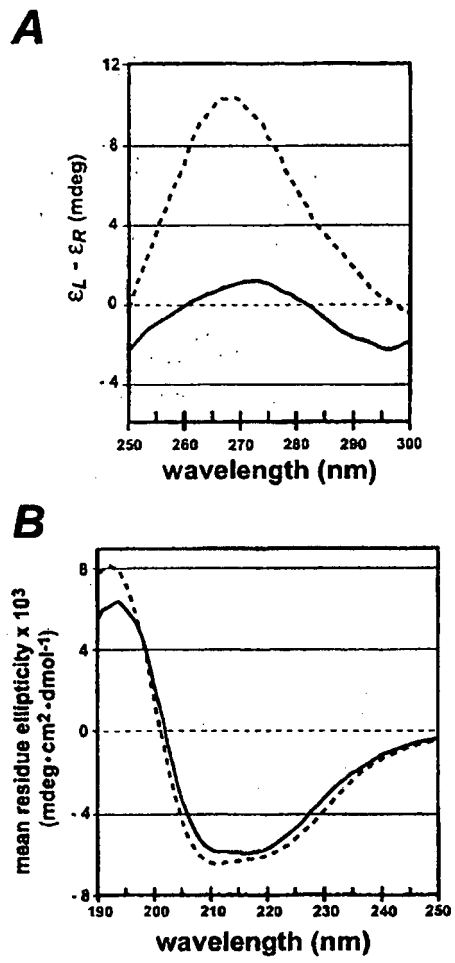 A
12
8
4
0
- 4
εL - εR (mdeg)
250 260 270 280 290 300
wavelength (nm)
B
8
4
0
- 4
- 8
mean residue ellipticity x 10³
(mdeg•cm²•dmol⁻¹)
190 200 210 220 230 240 250
wavelength (nm)